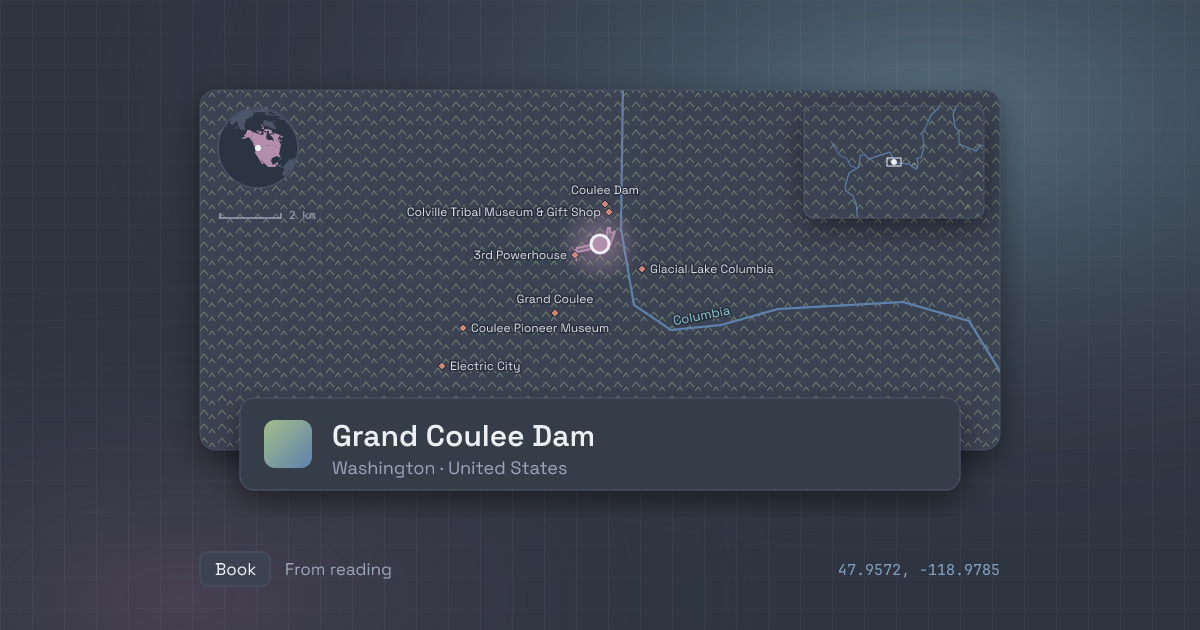 2 km
Coulee Dam
Colville Tribal Museum & Gift Shop
3rd Powerhouse
Glacial Lake Columbia
Grand Coulee
Columbia
Coulee Pioneer Museum
Electric City
Grand Coulee Dam
Washington · United States
Book
From reading
47.9572, -118.9785